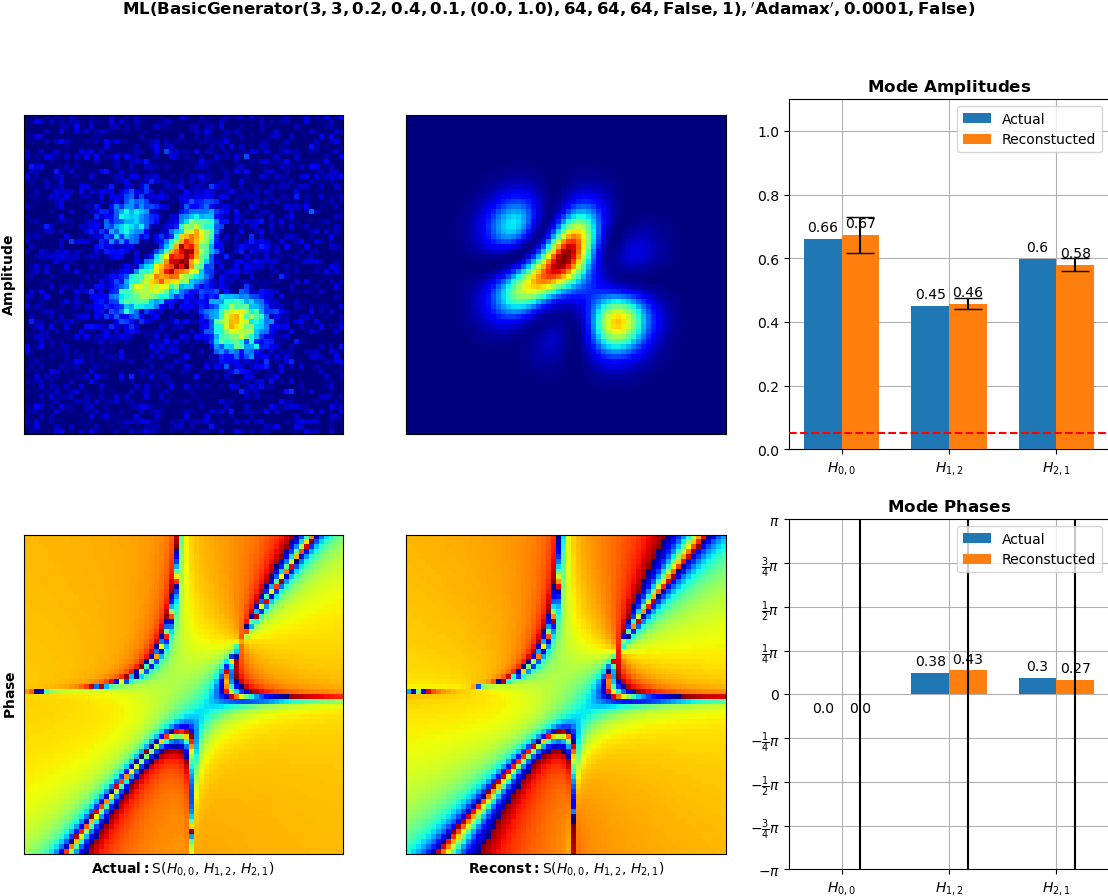 ML(BasicGenerator(3, 3, 0.2, 0.4, 0.1, (0.0, 1.0), 64, 64, 64, False, 1), ′Adamax′, 0.0001, False)
Amplitude
Mode Amplitudes
Actual
Reconstucted
1.0
0.8
0.6
0.4
0.2
0.0
0.66
0.67
0.45
0.46
0.6
0.58
H0,0
H1,2
H2,1
Phase
Actual: S(H0,0, H1,2, H2,1)
Reconst: S(H0,0, H1,2, H2,1)
Mode Phases
Actual
Reconstucted
π
3/4π
1/2π
1/4π
0
−1/4π
−1/2π
−3/4π
−π
0.0
0.0
0.38
0.43
0.3
0.27
H0,0
H1,2
H2,1